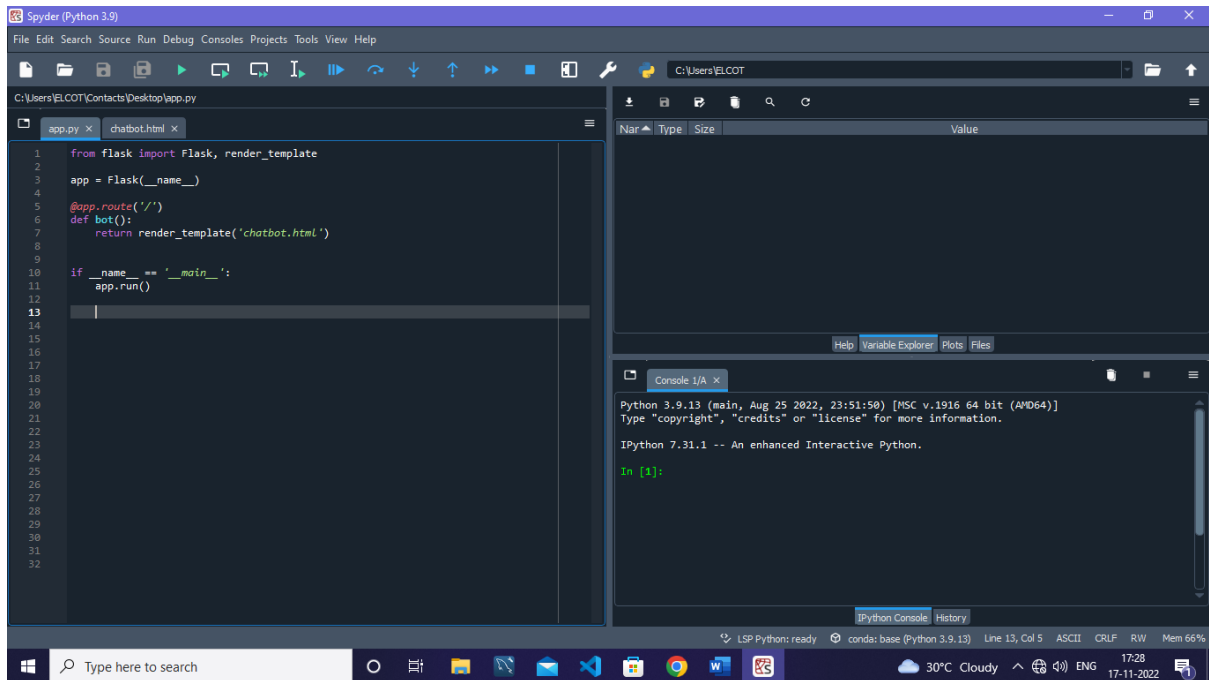 Spyder (Python 3.9)
File Edit Search Source Run Debug Consoles Projects Tools View Help
C:\Users\ELCOT
C:\Users\ELCOT\Contacts\Desktop\app.py
app.py chatbot.html
1 from flask import Flask, render_template
2
3 app = Flask(__name__)
4
5 @app.route('/')
6 def bot():
7 return render_template('chatbot.html')
8
9
10 if __name__ == '__main__':
11 app.run()
12
13
14
15
16
17
18
19
20
21
22
23
24
25
26
27
28
29
30
31
32
Nar Type Size Value
Help Variable Explorer Plots Files
Console 1/A
Python 3.9.13 (main, Aug 25 2022, 23:51:50) [MSC v.1916 64 bit (AMD64)]
Type "copyright", "credits" or "license" for more information.
IPython 7.31.1 -- An enhanced Interactive Python.
In [1]:
IPython Console History
LSP Python: ready conda: base (Python 3.9.13) Line 13, Col 5 ASCII CRLF RW Mem 66%
Type here to search 30°C Cloudy ENG 17:28
17-11-2022 1